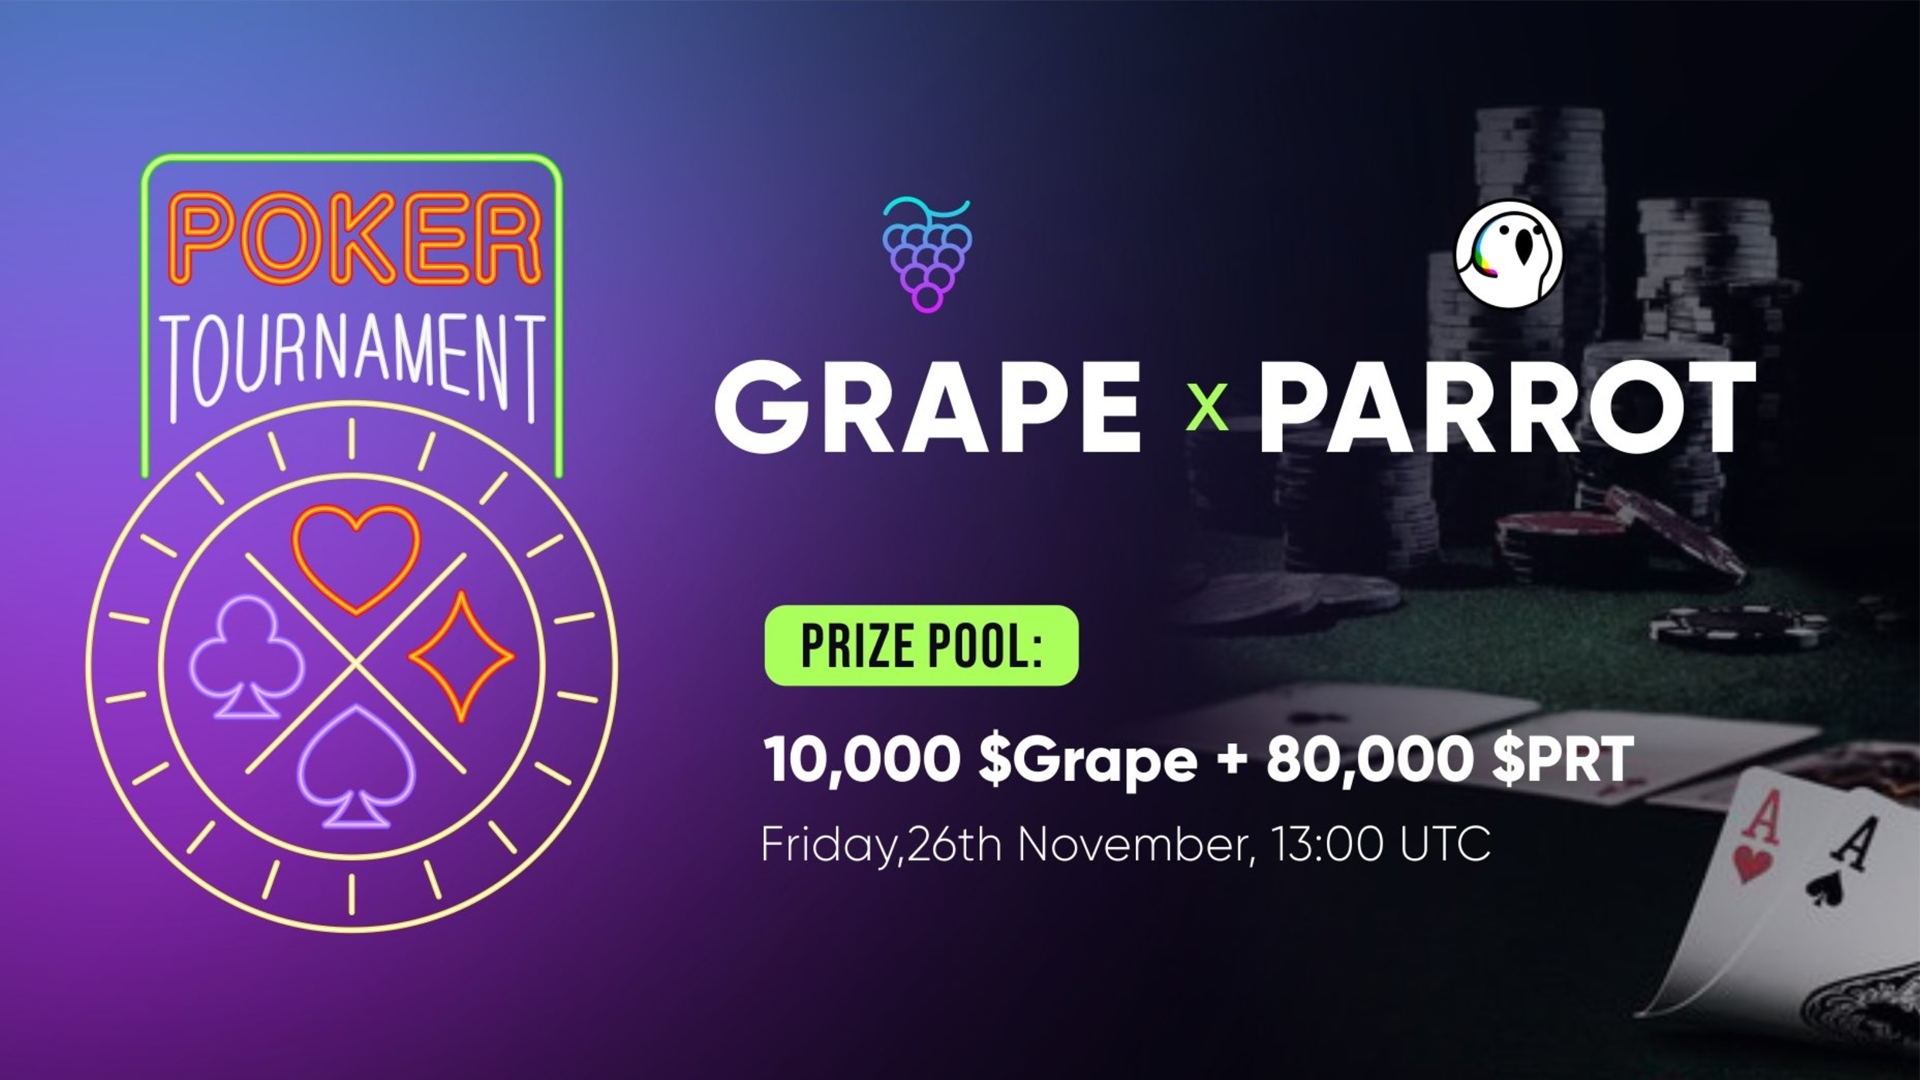 POKER
TOURNAMENT
GRAPE x PARROT
PRIZE POOL:
10,000 $Grape + 80,000 $PRT
Friday,26th November, 13:00 UTC
A A